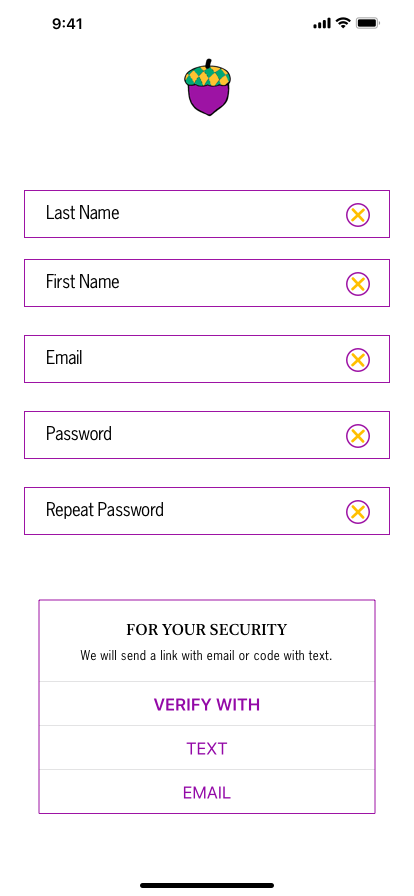 9:41
Last Name
First Name
Email
Password
Repeat Password
FOR YOUR SECURITY
We will send a link with email or code with text.
VERIFY WITH
TEXT
EMAIL